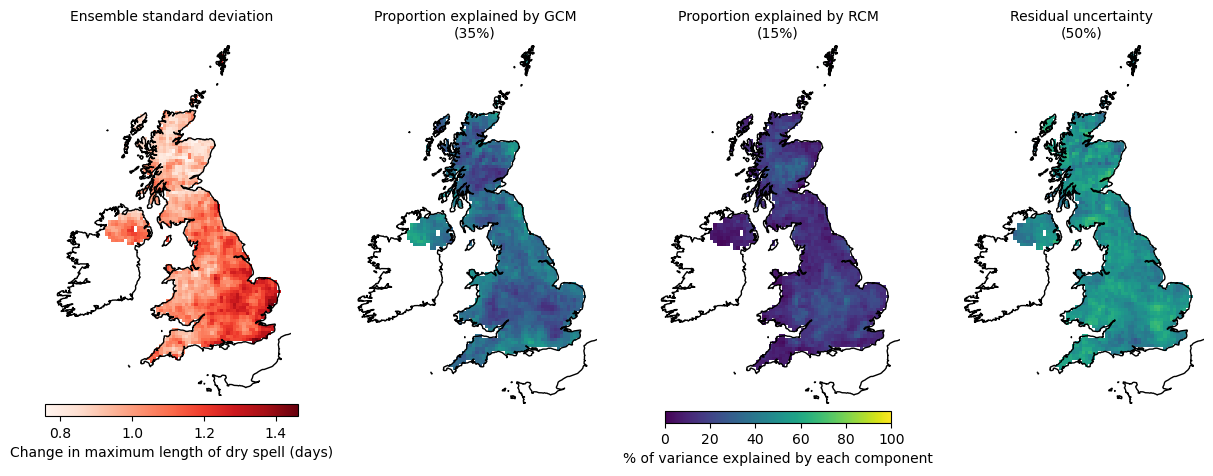 Ensemble standard deviation
Proportion explained by GCM
(35%)
Proportion explained by RCM
(15%)
Residual uncertainty
(50%)
0.8 1.0 1.2 1.4
Change in maximum length of dry spell (days)
0 20 40 60 80 100
% of variance explained by each component